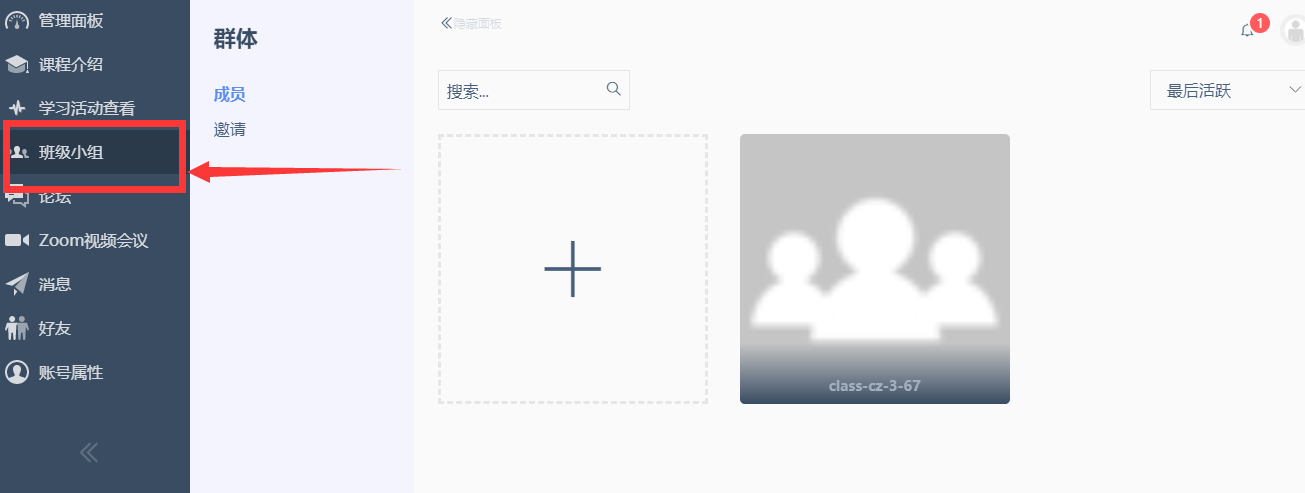 管理面板
课程介绍
学习活动查看
班级小组
论坛
Zoom视频会议
消息
好友
账号属性
群体
成员
邀请
隐藏面板
1
搜索...
最后活跃
class-cz-3-67